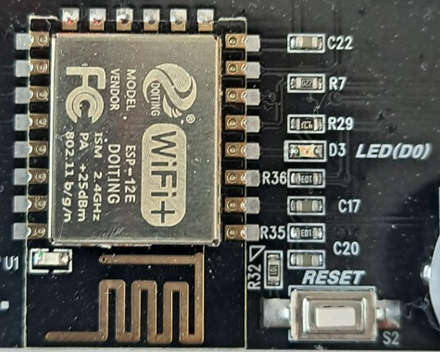 DOITING
®
WiFi+
MODEL ESP-12E
VENDOR DOITING
ISM 2.4GHz
PA +25dBm
802.11b/g/n
FC
C22
R7
R29
D3 LED(D0)
R36
C17
R35
C20
R32
U1
RESET
S2